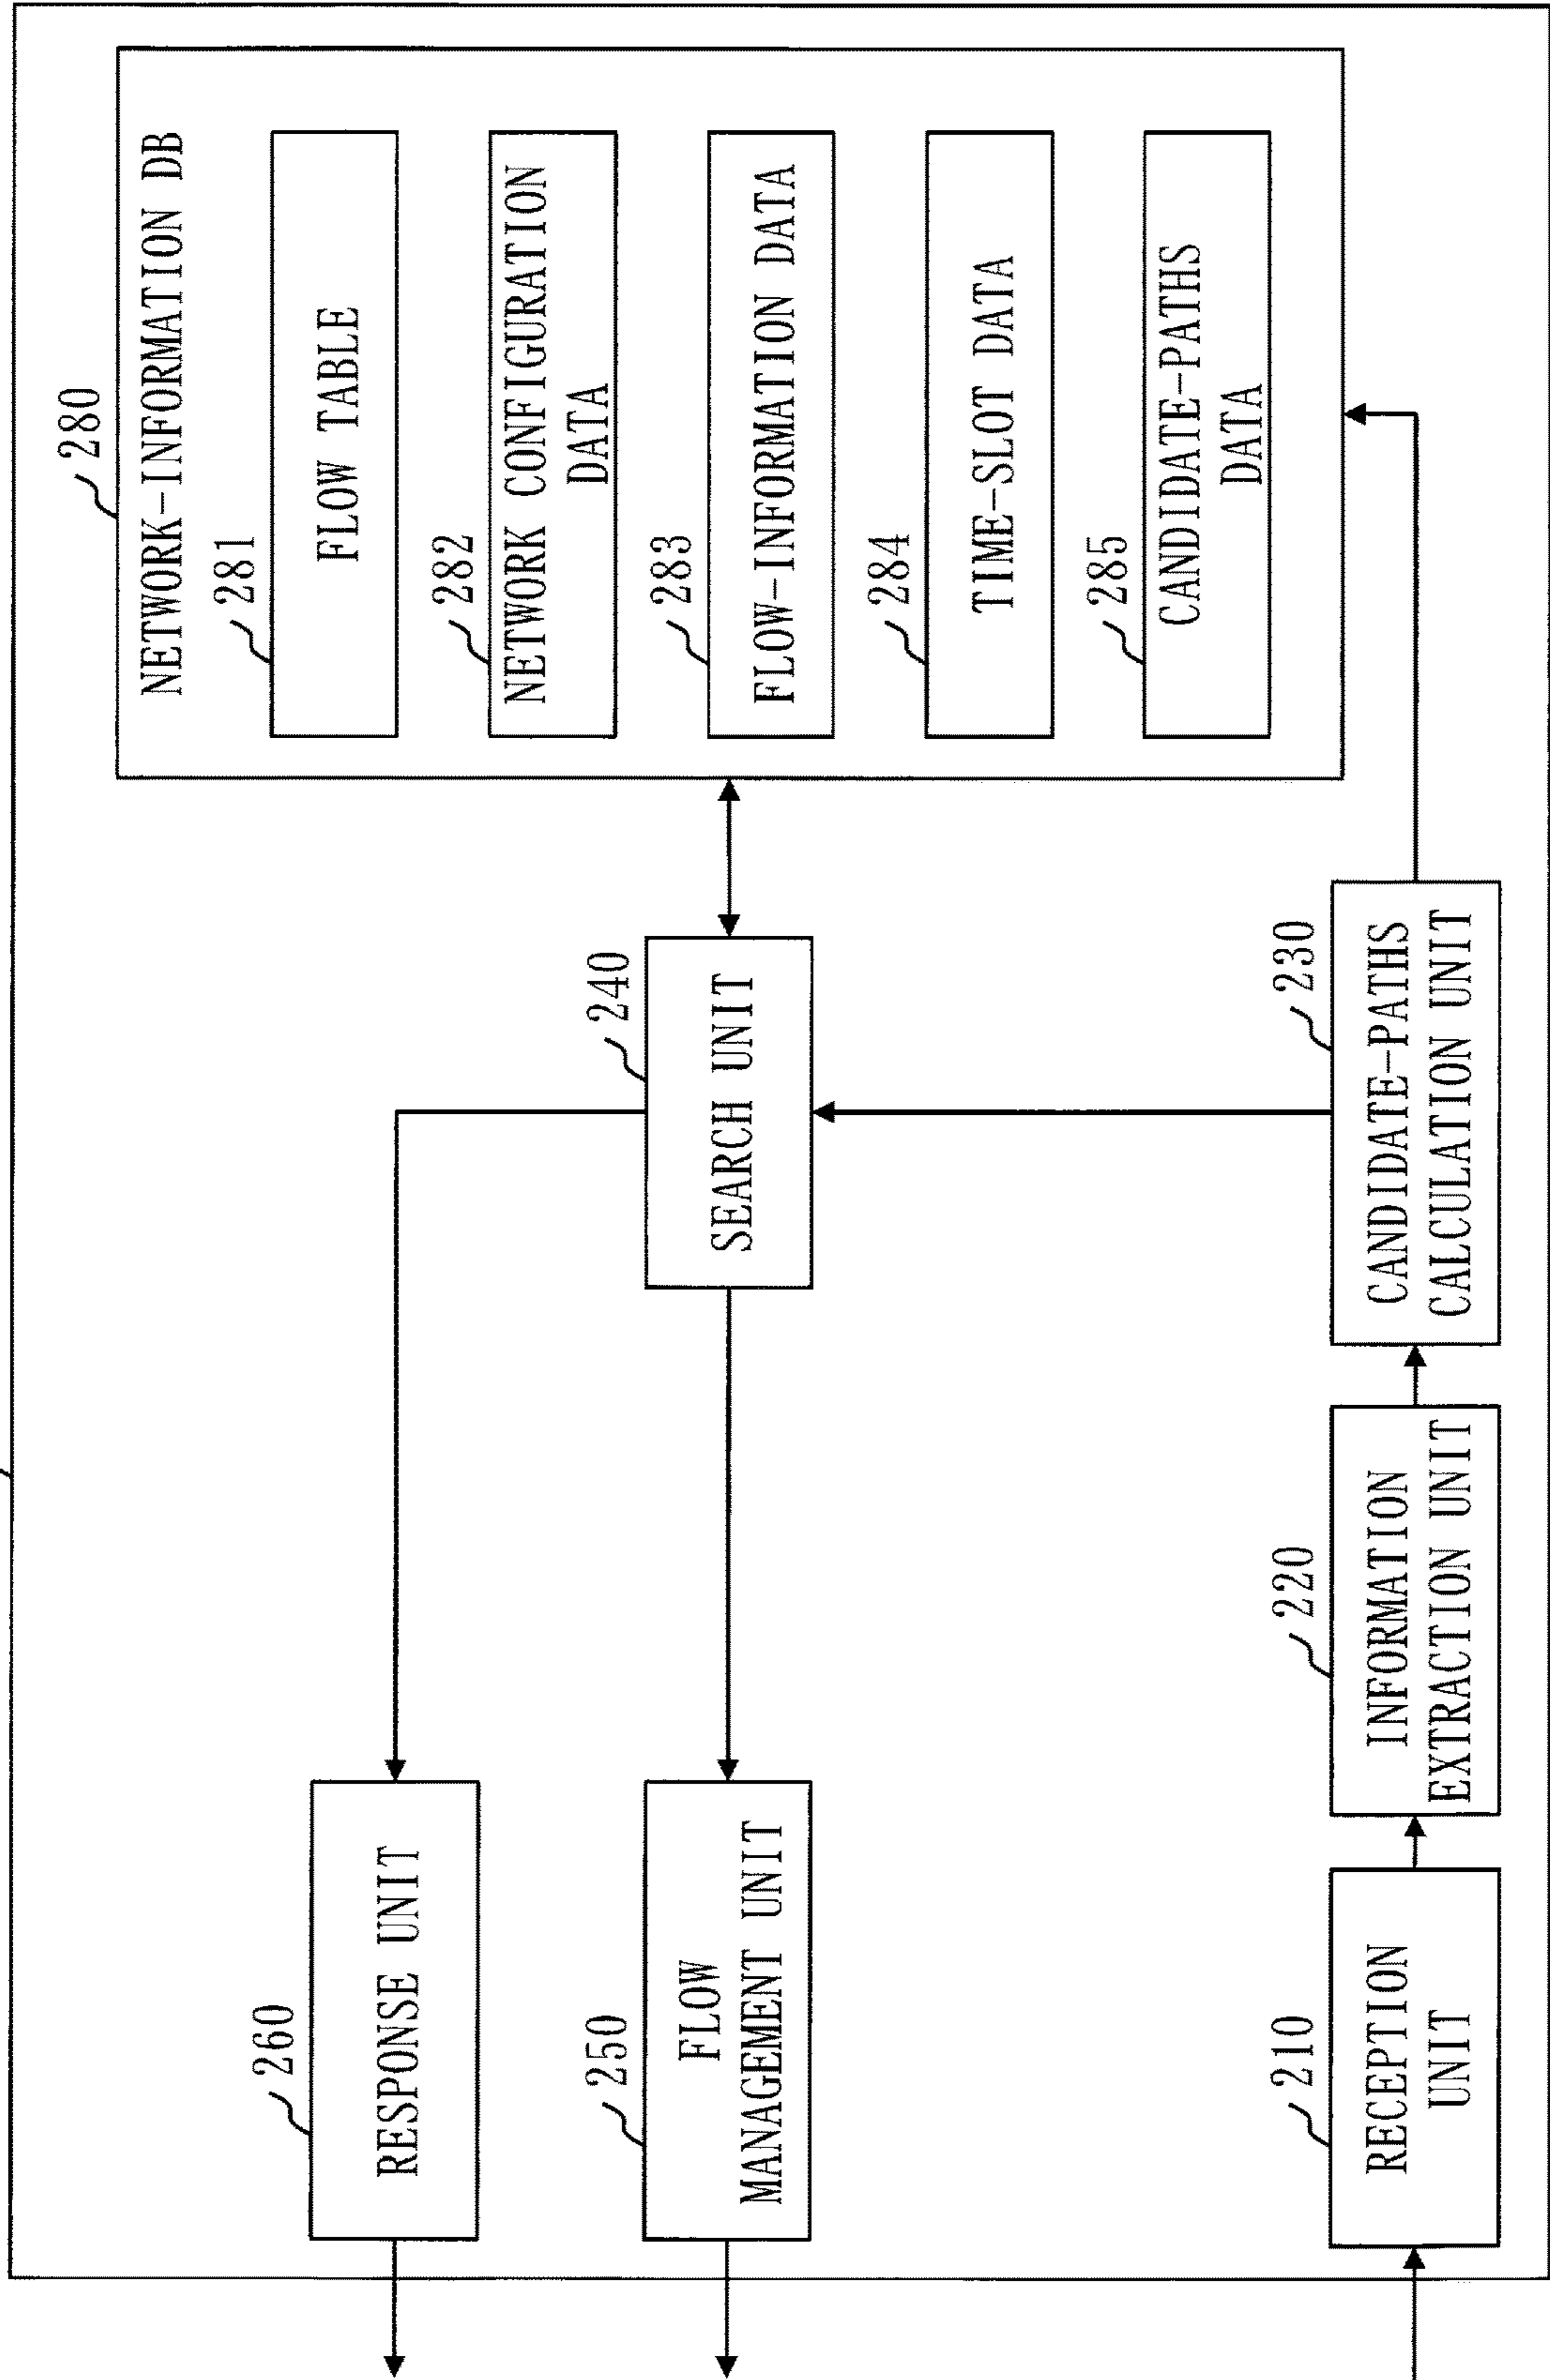 260
RESPONSE UNIT
250
FLOW
MANAGEMENT UNIT
210
RECEPTION
UNIT
220
INFORMATION
EXTRACTION UNIT
230
CANDIDATE-PATHS
CALCULATION UNIT
240
SEARCH UNIT
280
NETWORK-INFORMATION DB
281
FLOW TABLE
282
NETWORK CONFIGURATION
DATA
283
FLOW-INFORMATION DATA
284
TIME-SLOT DATA
285
CANDIDATE-PATHS
DATA